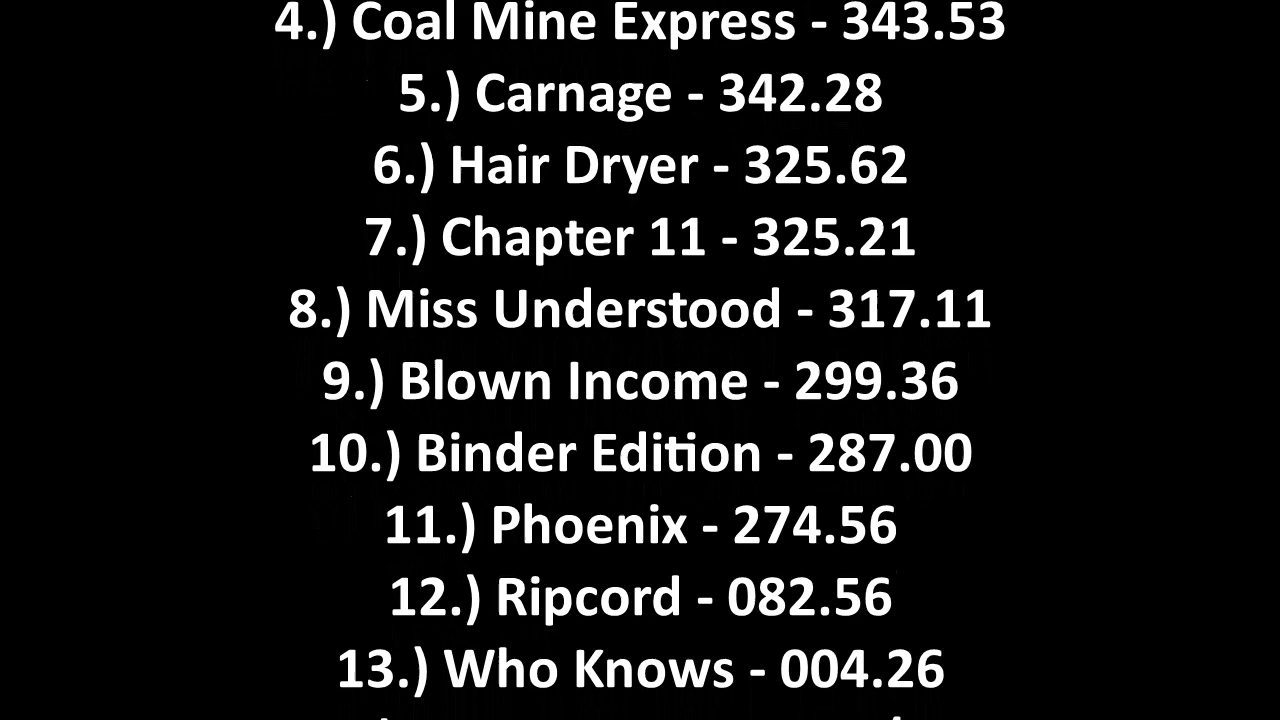 4.) Coal Mine Express - 343.53
5.) Carnage - 342.28
6.) Hair Dryer - 325.62
7.) Chapter 11 - 325.21
8.) Miss Understood - 317.11
9.) Blown Income - 299.36
10.) Binder Edition - 287.00
11.) Phoenix - 274.56
12.) Ripcord - 082.56
13.) Who Knows - 004.26